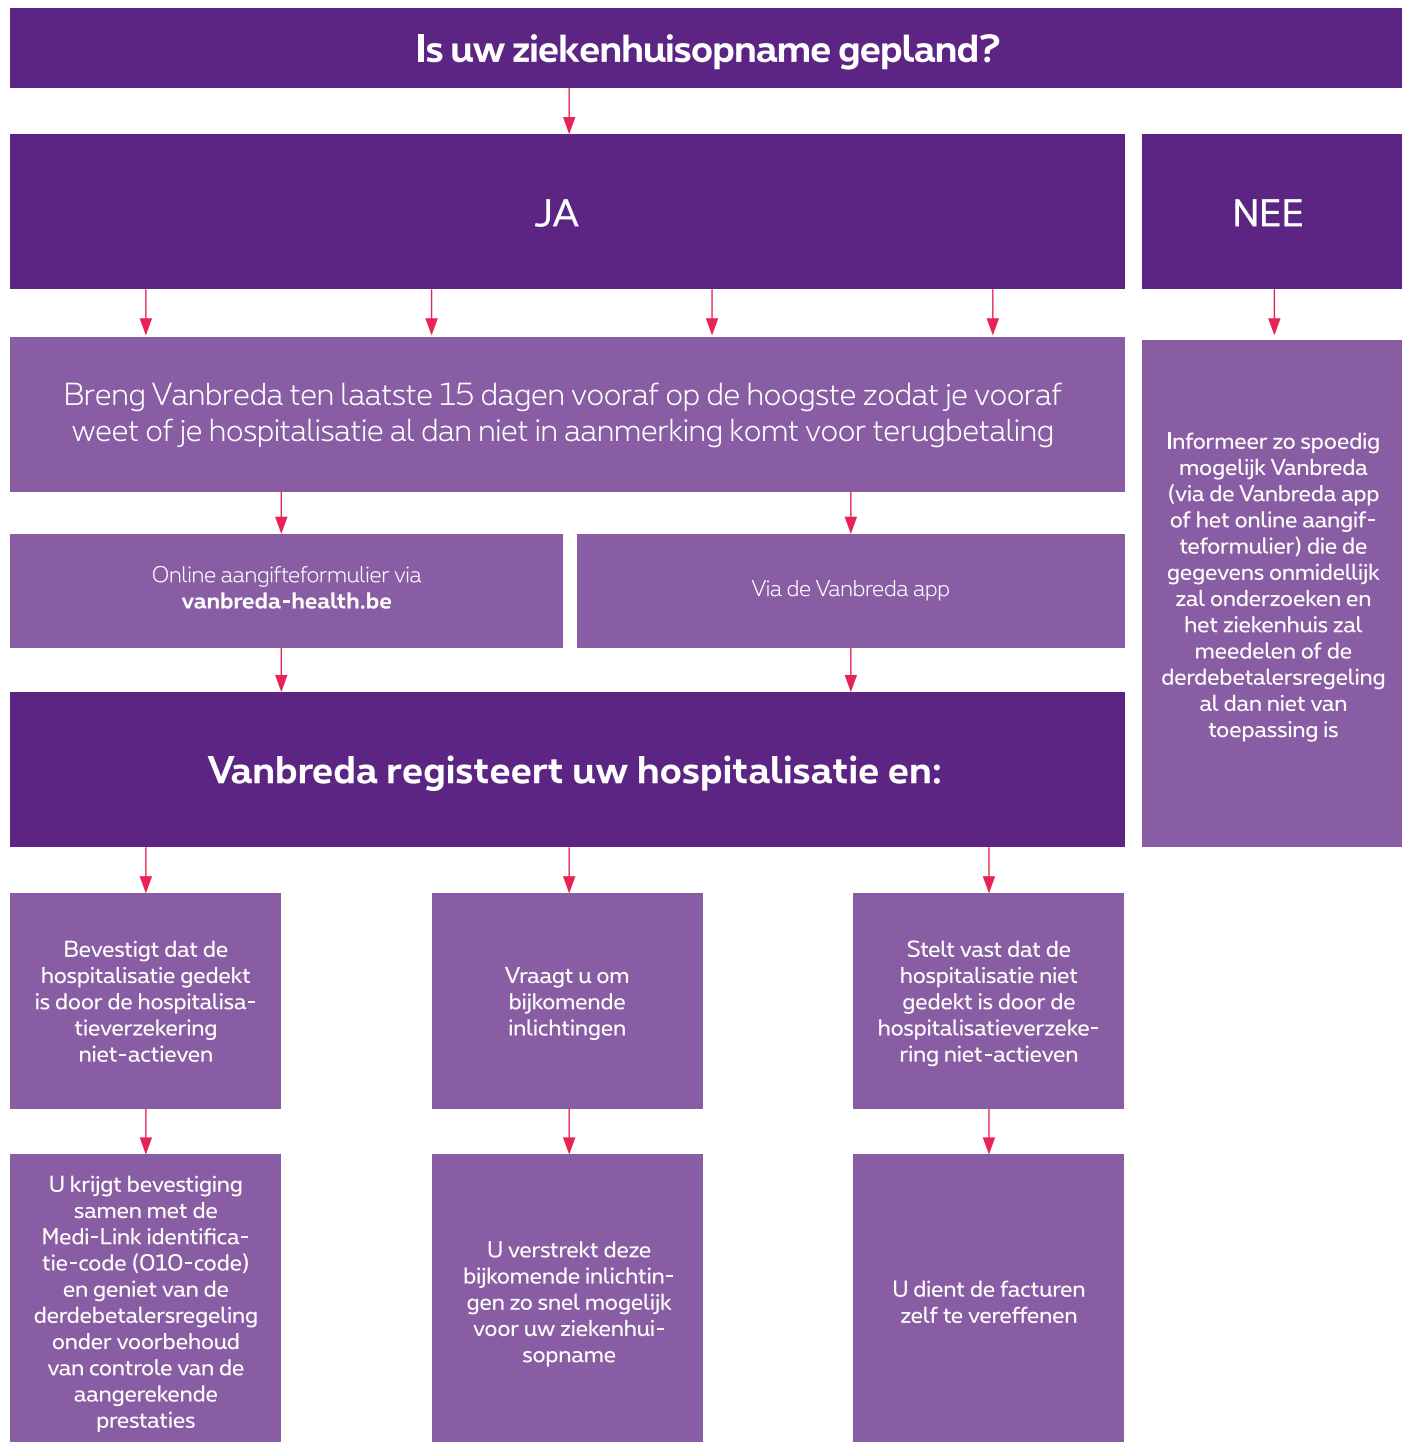 Is uw ziekenhuisopname gepland?
JA
NEE
Breng Vanbreda ten laatste 15 dagen vooraf op de hoogste zodat je vooraf
weet of je hospitalisatie al dan niet in aanmerking komt voor terugbetaling
Informeer zo spoedig
mogelijk Vanbreda
(via de Vanbreda app
of het online aangif-
teformulier) die de
gegevens onmidellijk
zal onderzoeken en
het ziekenhuis zal
meedelen of de
derdebetalersregeling
al dan niet van
toepassing is
Online aangifteformulier via
vanbreda-health.be
Via de Vanbreda app
Vanbreda registeert uw hospitalisatie en:
Bevestigt dat de
hospitalisatie gedekt
is door de hospitalisa-
tieverzekering
niet-actieven
Vraagt u om
bijkomende
inlichtingen
Stelt vast dat de
hospitalisatie niet
gedekt is door de
hospitalisatieverzeke-
ring niet-actieven
U krijgt bevestiging
samen met de
Medi-Link identifica-
tie-code (010-code)
en geniet van de
derdebetalersregeling
onder voorbehoud
van controle van de
aangerekende
prestaties
U verstrekt deze
bijkomende inlichtin-
gen zo snel mogelijk
voor uw ziekenhui-
sopname
U dient de facturen
zelf te vereffenen